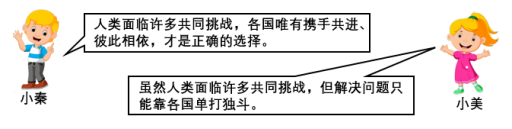 人类面临许多共同挑战，各国唯有携手共进、
彼此相依，才是正确的选择。
小秦
虽然人类面临许多共同挑战，但解决问题只
能靠各国单打独斗。
小美